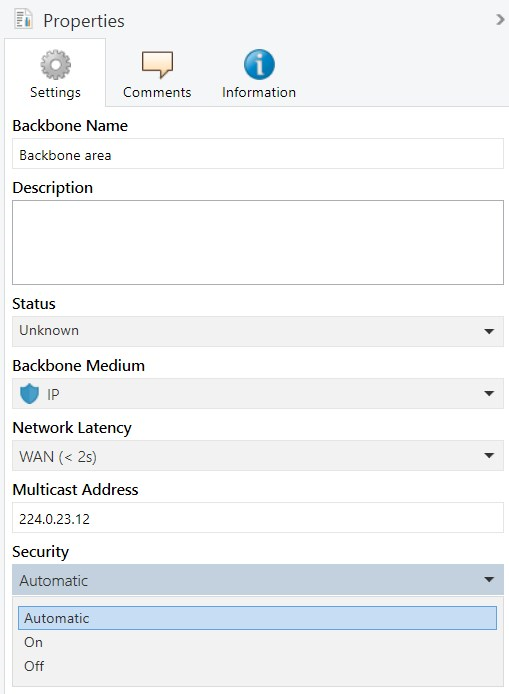 Properties
Settings
Comments
Information
Backbone Name
Backbone area
Description
Status
Unknown
Backbone Medium
IP
Network Latency
WAN (< 2s)
Multicast Address
224.0.23.12
Security
Automatic
Automatic
On
Off